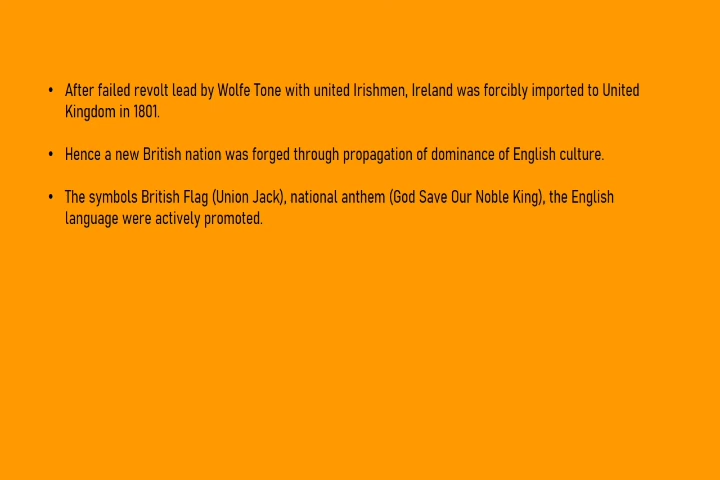 • After failed revolt lead by Wolfe Tone with united Irishmen, Ireland was forcibly imported to United
Kingdom in 1801.
• Hence a new British nation was forged through propagation of dominance of English culture.
• The symbols British Flag (Union Jack), national anthem (God Save Our Noble King), the English
language were actively promoted.